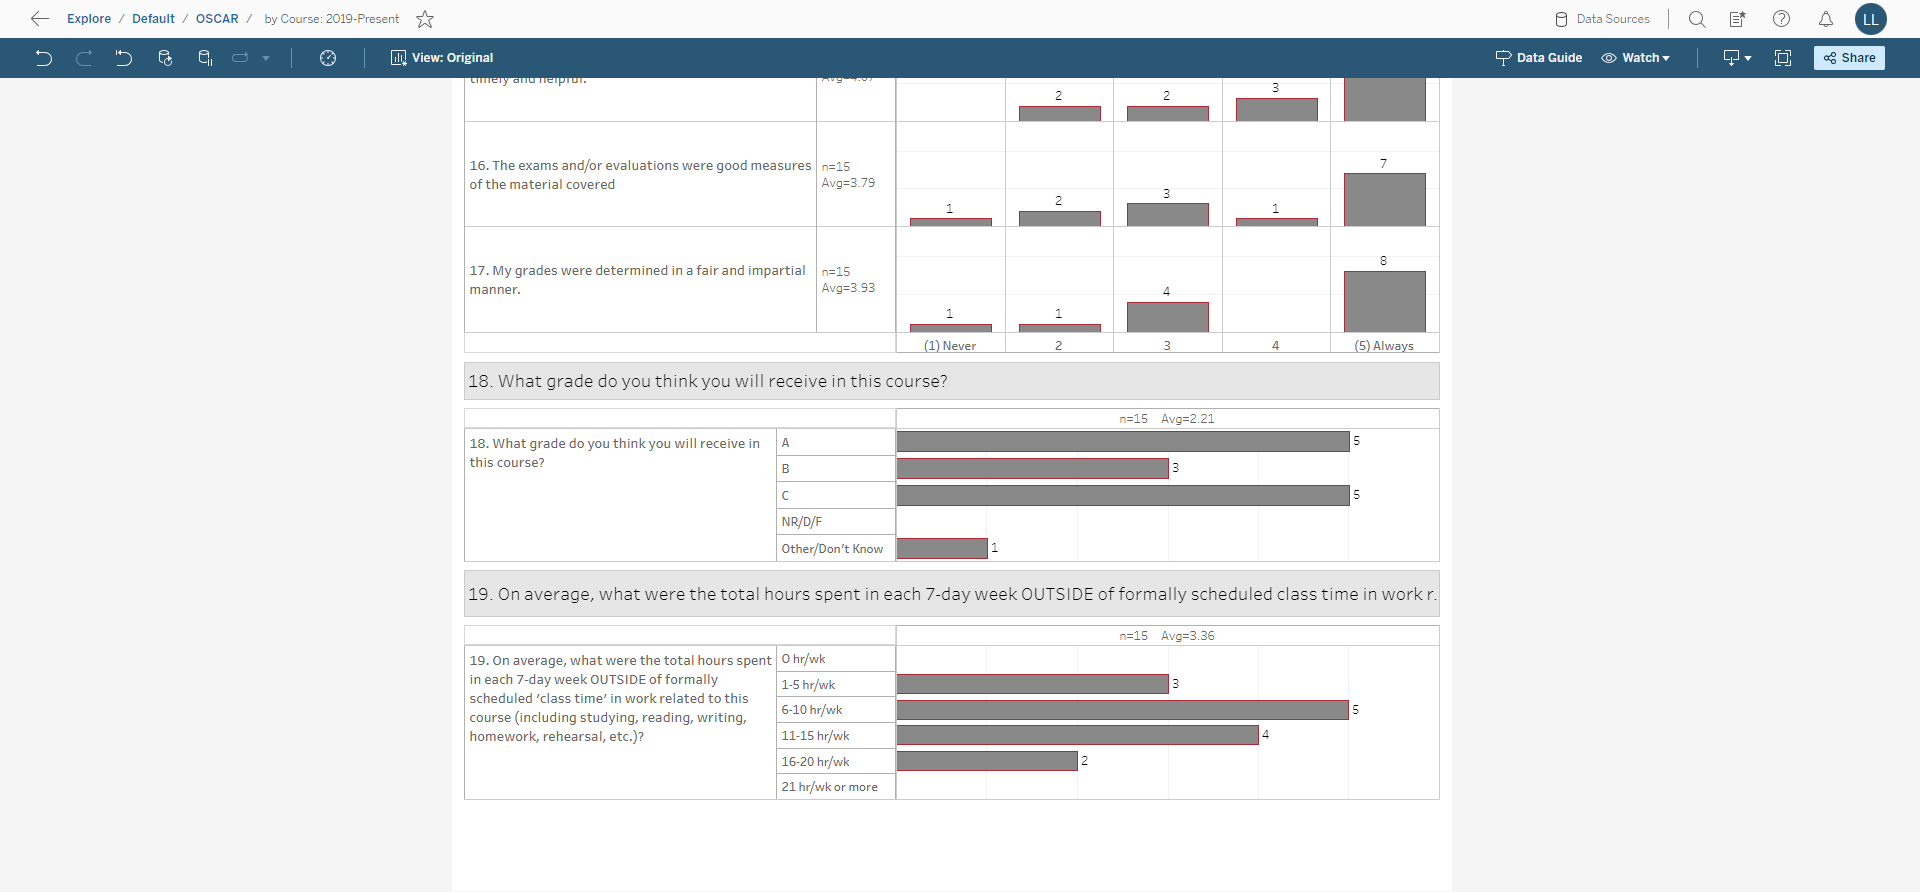 Explore / Default / OSCAR / by Course: 2019-Present
Data Sources
LL
View: Original
Data Guide
Watch
Share
timely and helpful.
Avg=4.07
2
2
3
16. The exams and/or evaluations were good measures
of the material covered
n=15
Avg=3.79
1
2
3
1
7
17. My grades were determined in a fair and impartial
manner.
n=15
Avg=3.93
1
1
4
8
(1) Never
2
3
4
(5) Always
18. What grade do you think you will receive in this course?
n=15 Avg=2.21
18. What grade do you think you will receive in
this course?
A
5
B
3
C
5
NR/D/F
Other/Don't Know
1
19. On average, what were the total hours spent in each 7-day week OUTSIDE of formally scheduled class time in work r.
n=15 Avg=3.36
19. On average, what were the total hours spent
in each 7-day week OUTSIDE of formally
scheduled ‘class time’ in work related to this
course (including studying, reading, writing,
homework, rehearsal, etc.)?
0 hr/wk
1-5 hr/wk
3
6-10 hr/wk
5
11-15 hr/wk
4
16-20 hr/wk
2
21 hr/wk or more